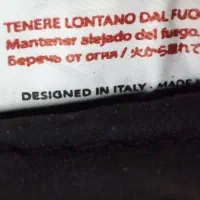 TENERE LONTANO DAL FUO
Mantener alejado del fuego.
Беречь от огня / 火から離れて
DESIGNED IN ITALY - MADE